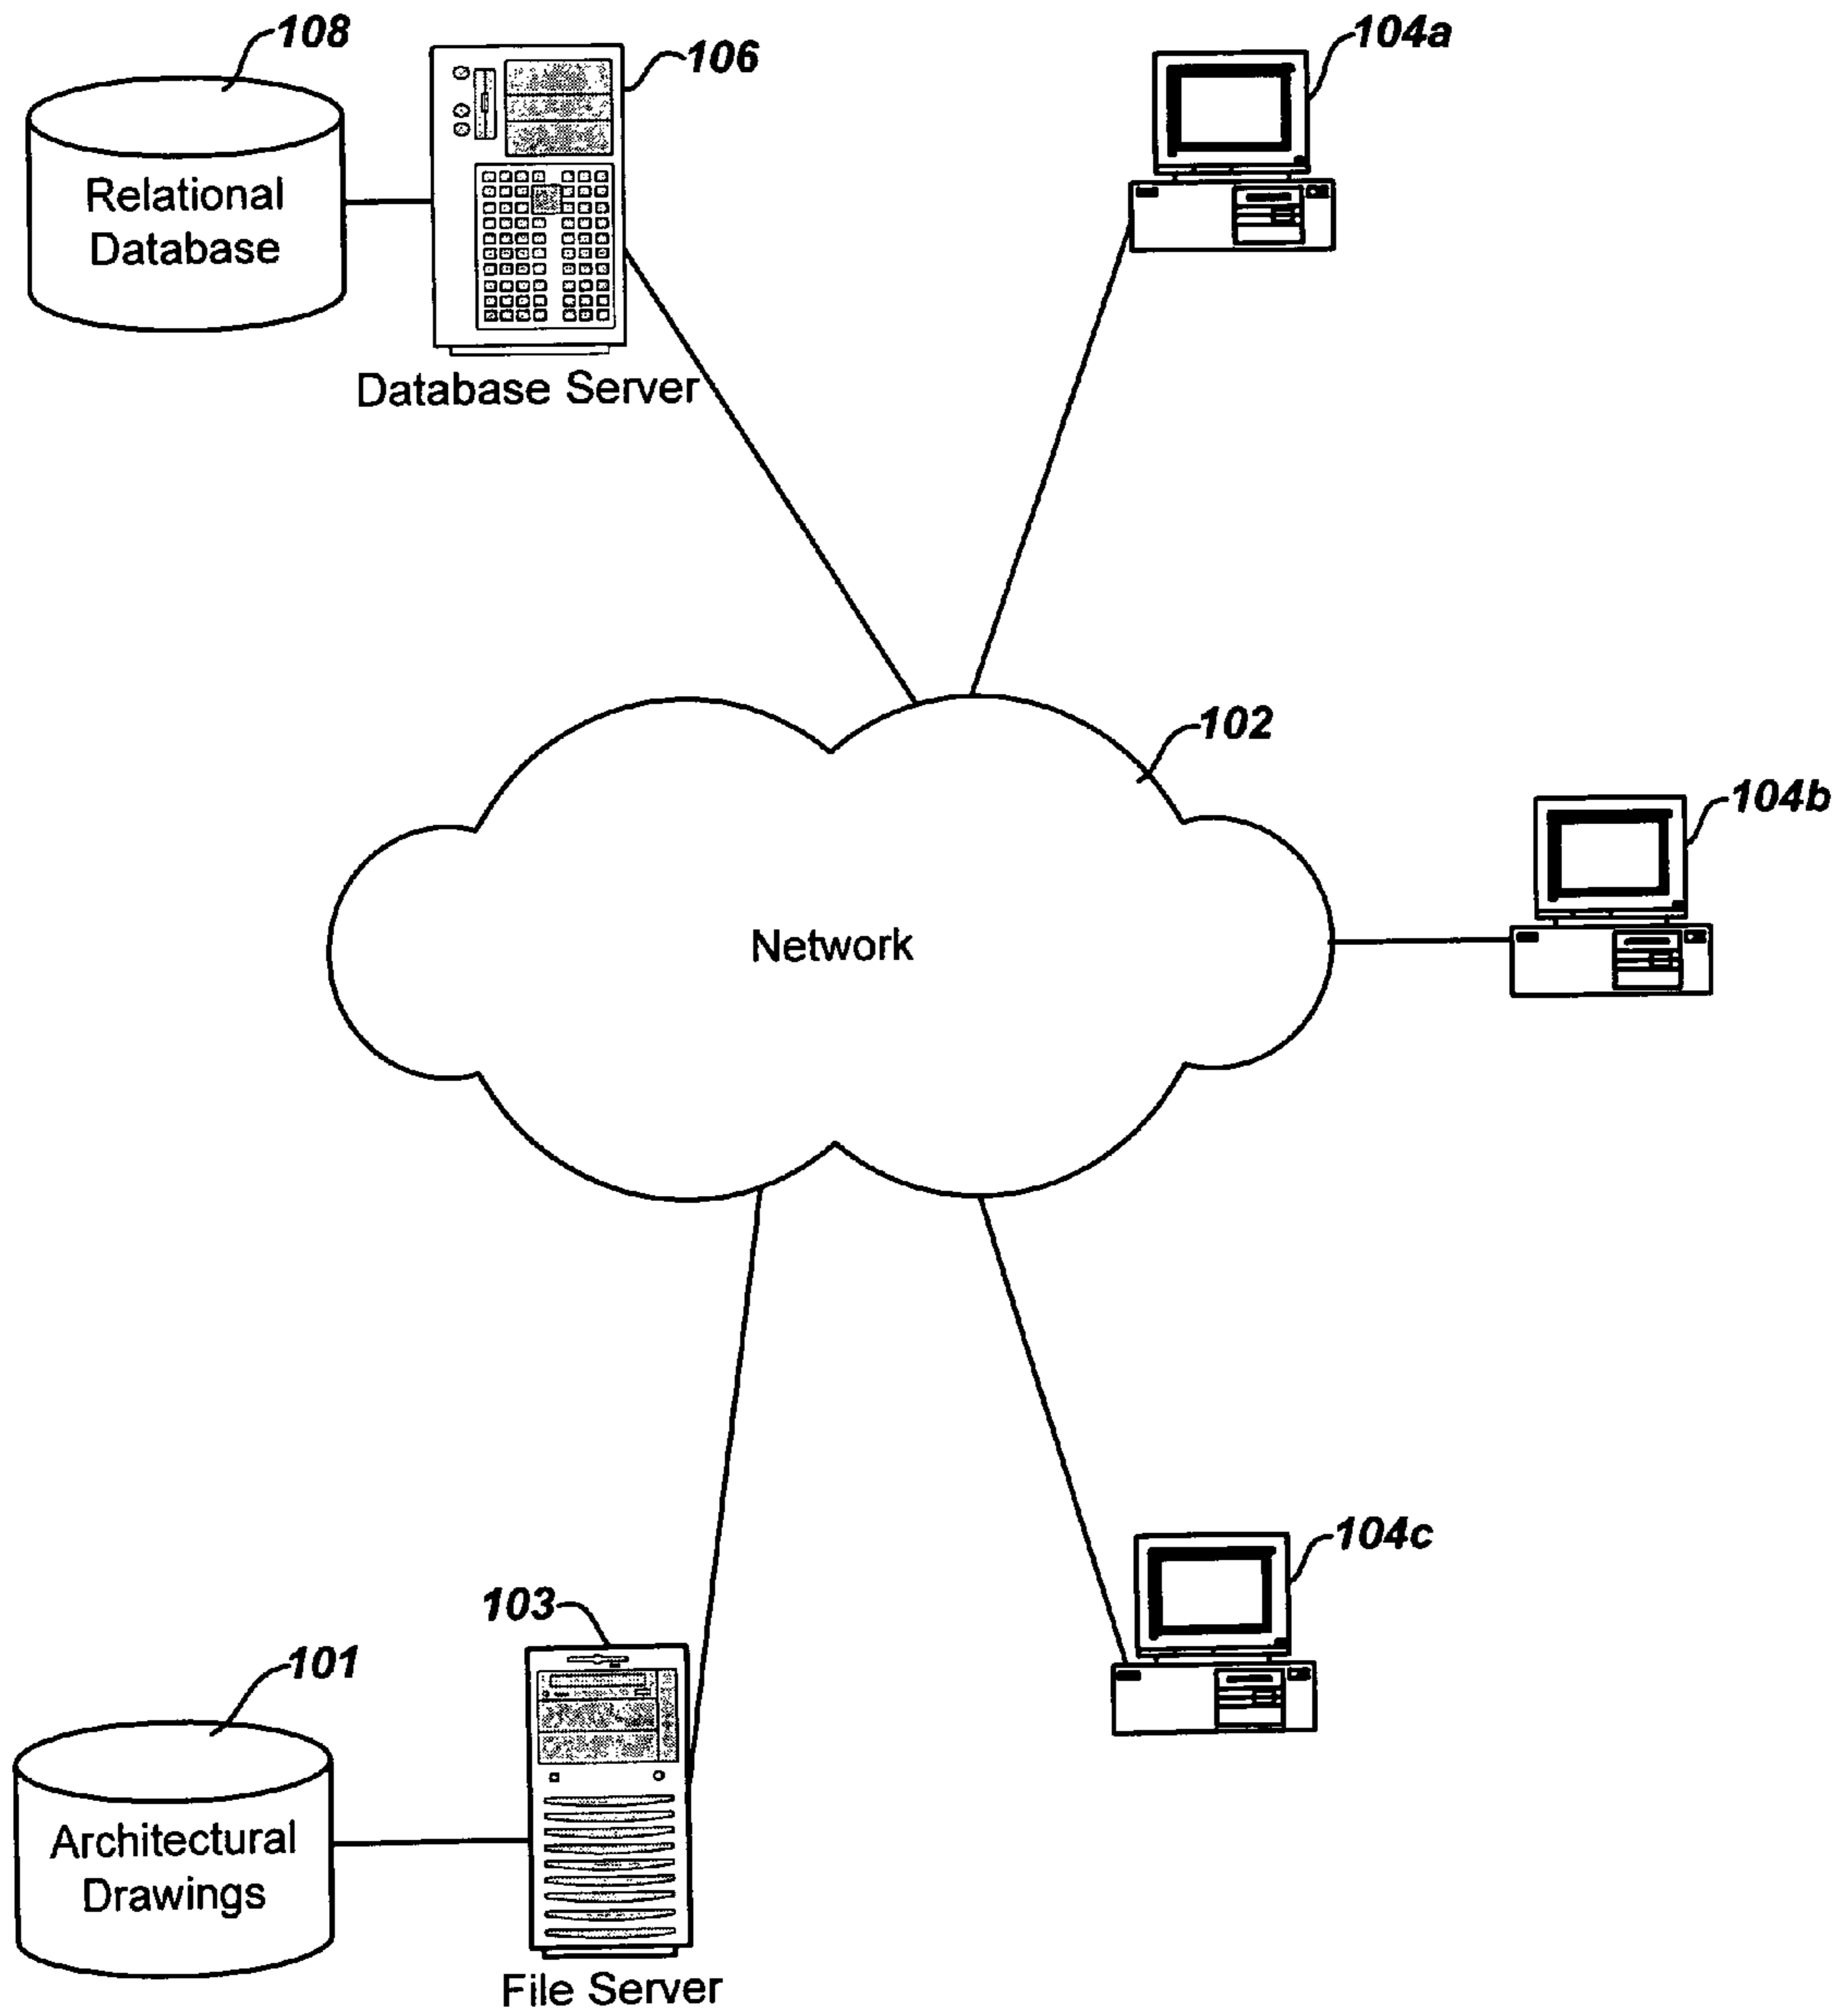 108
106
104a
Relational
Database
Database Server
102
104b
Network
104c
103
101
Architectural
Drawings
File Server